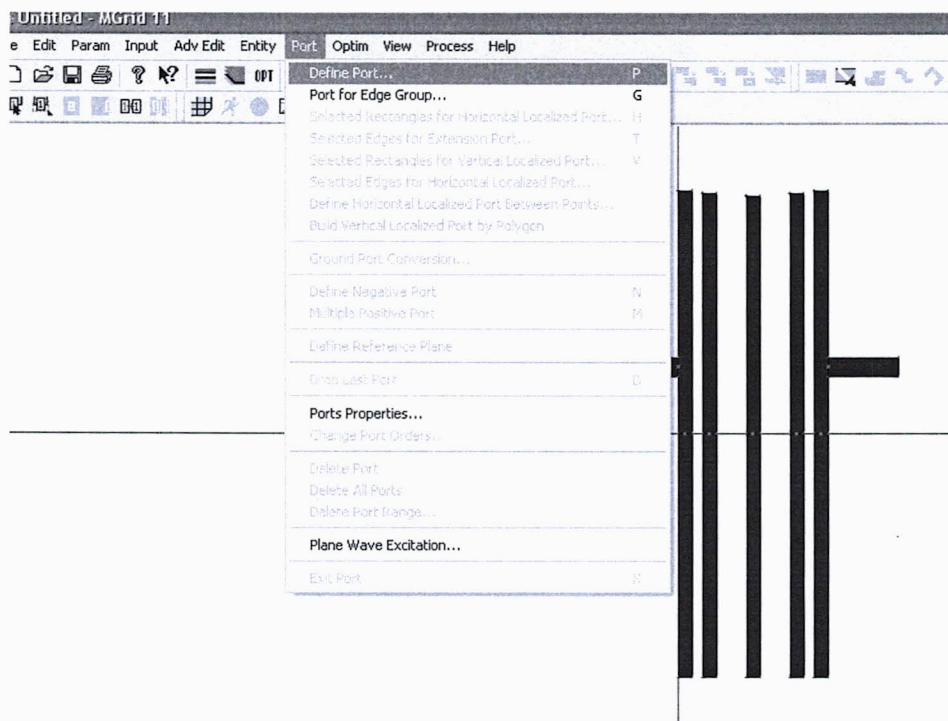 Untitled - MGrid 11
e Edit Param Input Adv Edit Entity Port Optim View Process Help
OPT
Define Port... P
Port for Edge Group... G
Selected Rectangles for Horizontal Localized Port... H
Selected Edges for Extension Port... T
Selected Rectangles for Vertical Localized Port... V
Selected Edges for Horizontal Localized Port...
Define Horizontal Localized Port Between Points...
Build Vertical Localized Port by Polygon
Ground Port Conversion...
Define Negative Port N
Multiple Positive Port M
Define Reference Plane
Drop Last Port D
Ports Properties...
Change Port Orders...
Delete Port
Delete All Ports
Delete Port Range...
Plane Wave Excitation...
Exit Port